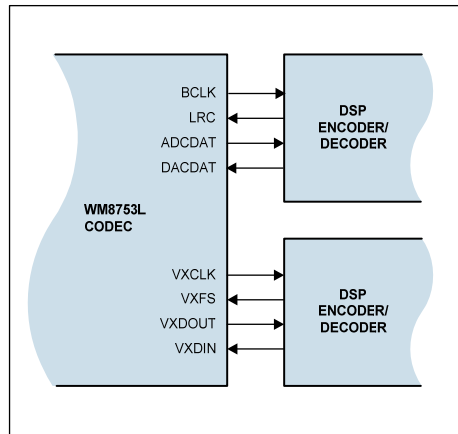 BCLK
LRC
ADCDAT
DACDAT
DSP
ENCODER/
DECODER
WM8753L
CODEC
VXCLK
VXFS
VXDOUT
VXDIN
DSP
ENCODER/
DECODER